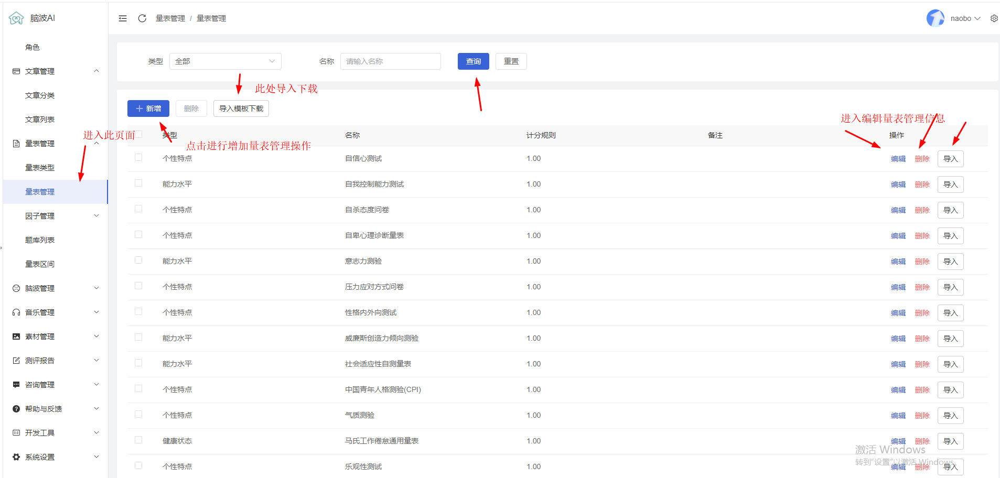 脑波AI
量表管理 / 量表管理
naobo
角色
文章管理
文章分类
文章列表
量表管理
量表类型
量表管理
因子管理
题库列表
量表区间
脑波管理
音乐管理
素材管理
测评报告
咨询管理
帮助与反馈
开发工具
系统设置
类型 全部 名称 请输入名称 查询 重置
此处导入下载
新增 删除 导入模板下载
进入此页面
点击进行增加量表管理操作
进入编辑量表管理信息
类型 名称 计分规则 备注 操作
个性特点 自信心测试 1.00 编辑 删除 导入
能力水平 自我控制能力测试 1.00 编辑 删除 导入
个性特点 自杀态度问卷 1.00 编辑 删除 导入
个性特点 自卑心理诊断量表 1.00 编辑 删除 导入
能力水平 意志力测验 1.00 编辑 删除 导入
个性特点 压力应对方式问卷 1.00 编辑 删除 导入
个性特点 性格内外向测试 1.00 编辑 删除 导入
能力水平 威廉斯创造力倾向测验 1.00 编辑 删除 导入
能力水平 社会适应性自测量表 1.00 编辑 删除 导入
个性特点 中国青年人格测验(CPI) 1.00 编辑 删除 导入
个性特点 气质测验 1.00 编辑 删除 导入
健康状态 马氏工作倦怠通用量表 1.00 编辑 删除 导入
个性特点 乐观性测试 1.00 编辑 删除 导入
激活 Windows
转到“设置”以激活 Windows。